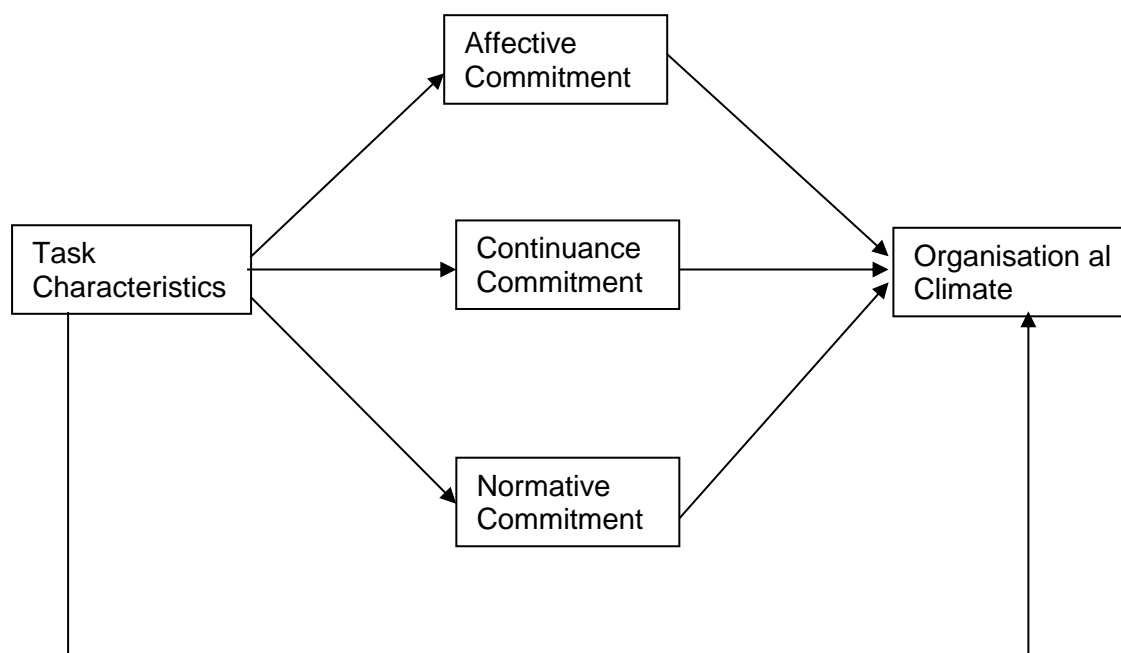 Affective
Commitment
Task
Characteristics
Continuance
Commitment
Organisation al
Climate
Normative
Commitment